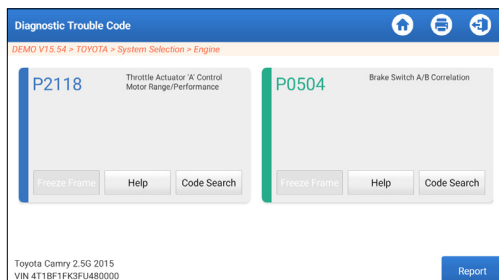 Diagnostic Trouble Code
DEMO V15.54 > TOYOTA > System Selection > Engine
P2118
Throttle Actuator 'A' Control
Motor Range/Performance
Freeze Frame
Help
Code Search
P0504
Brake Switch A/B Correlation
Freeze Frame
Help
Code Search
Toyota Camry 2.5G 2015
VIN 4T1BF1FK3FU480000
Report